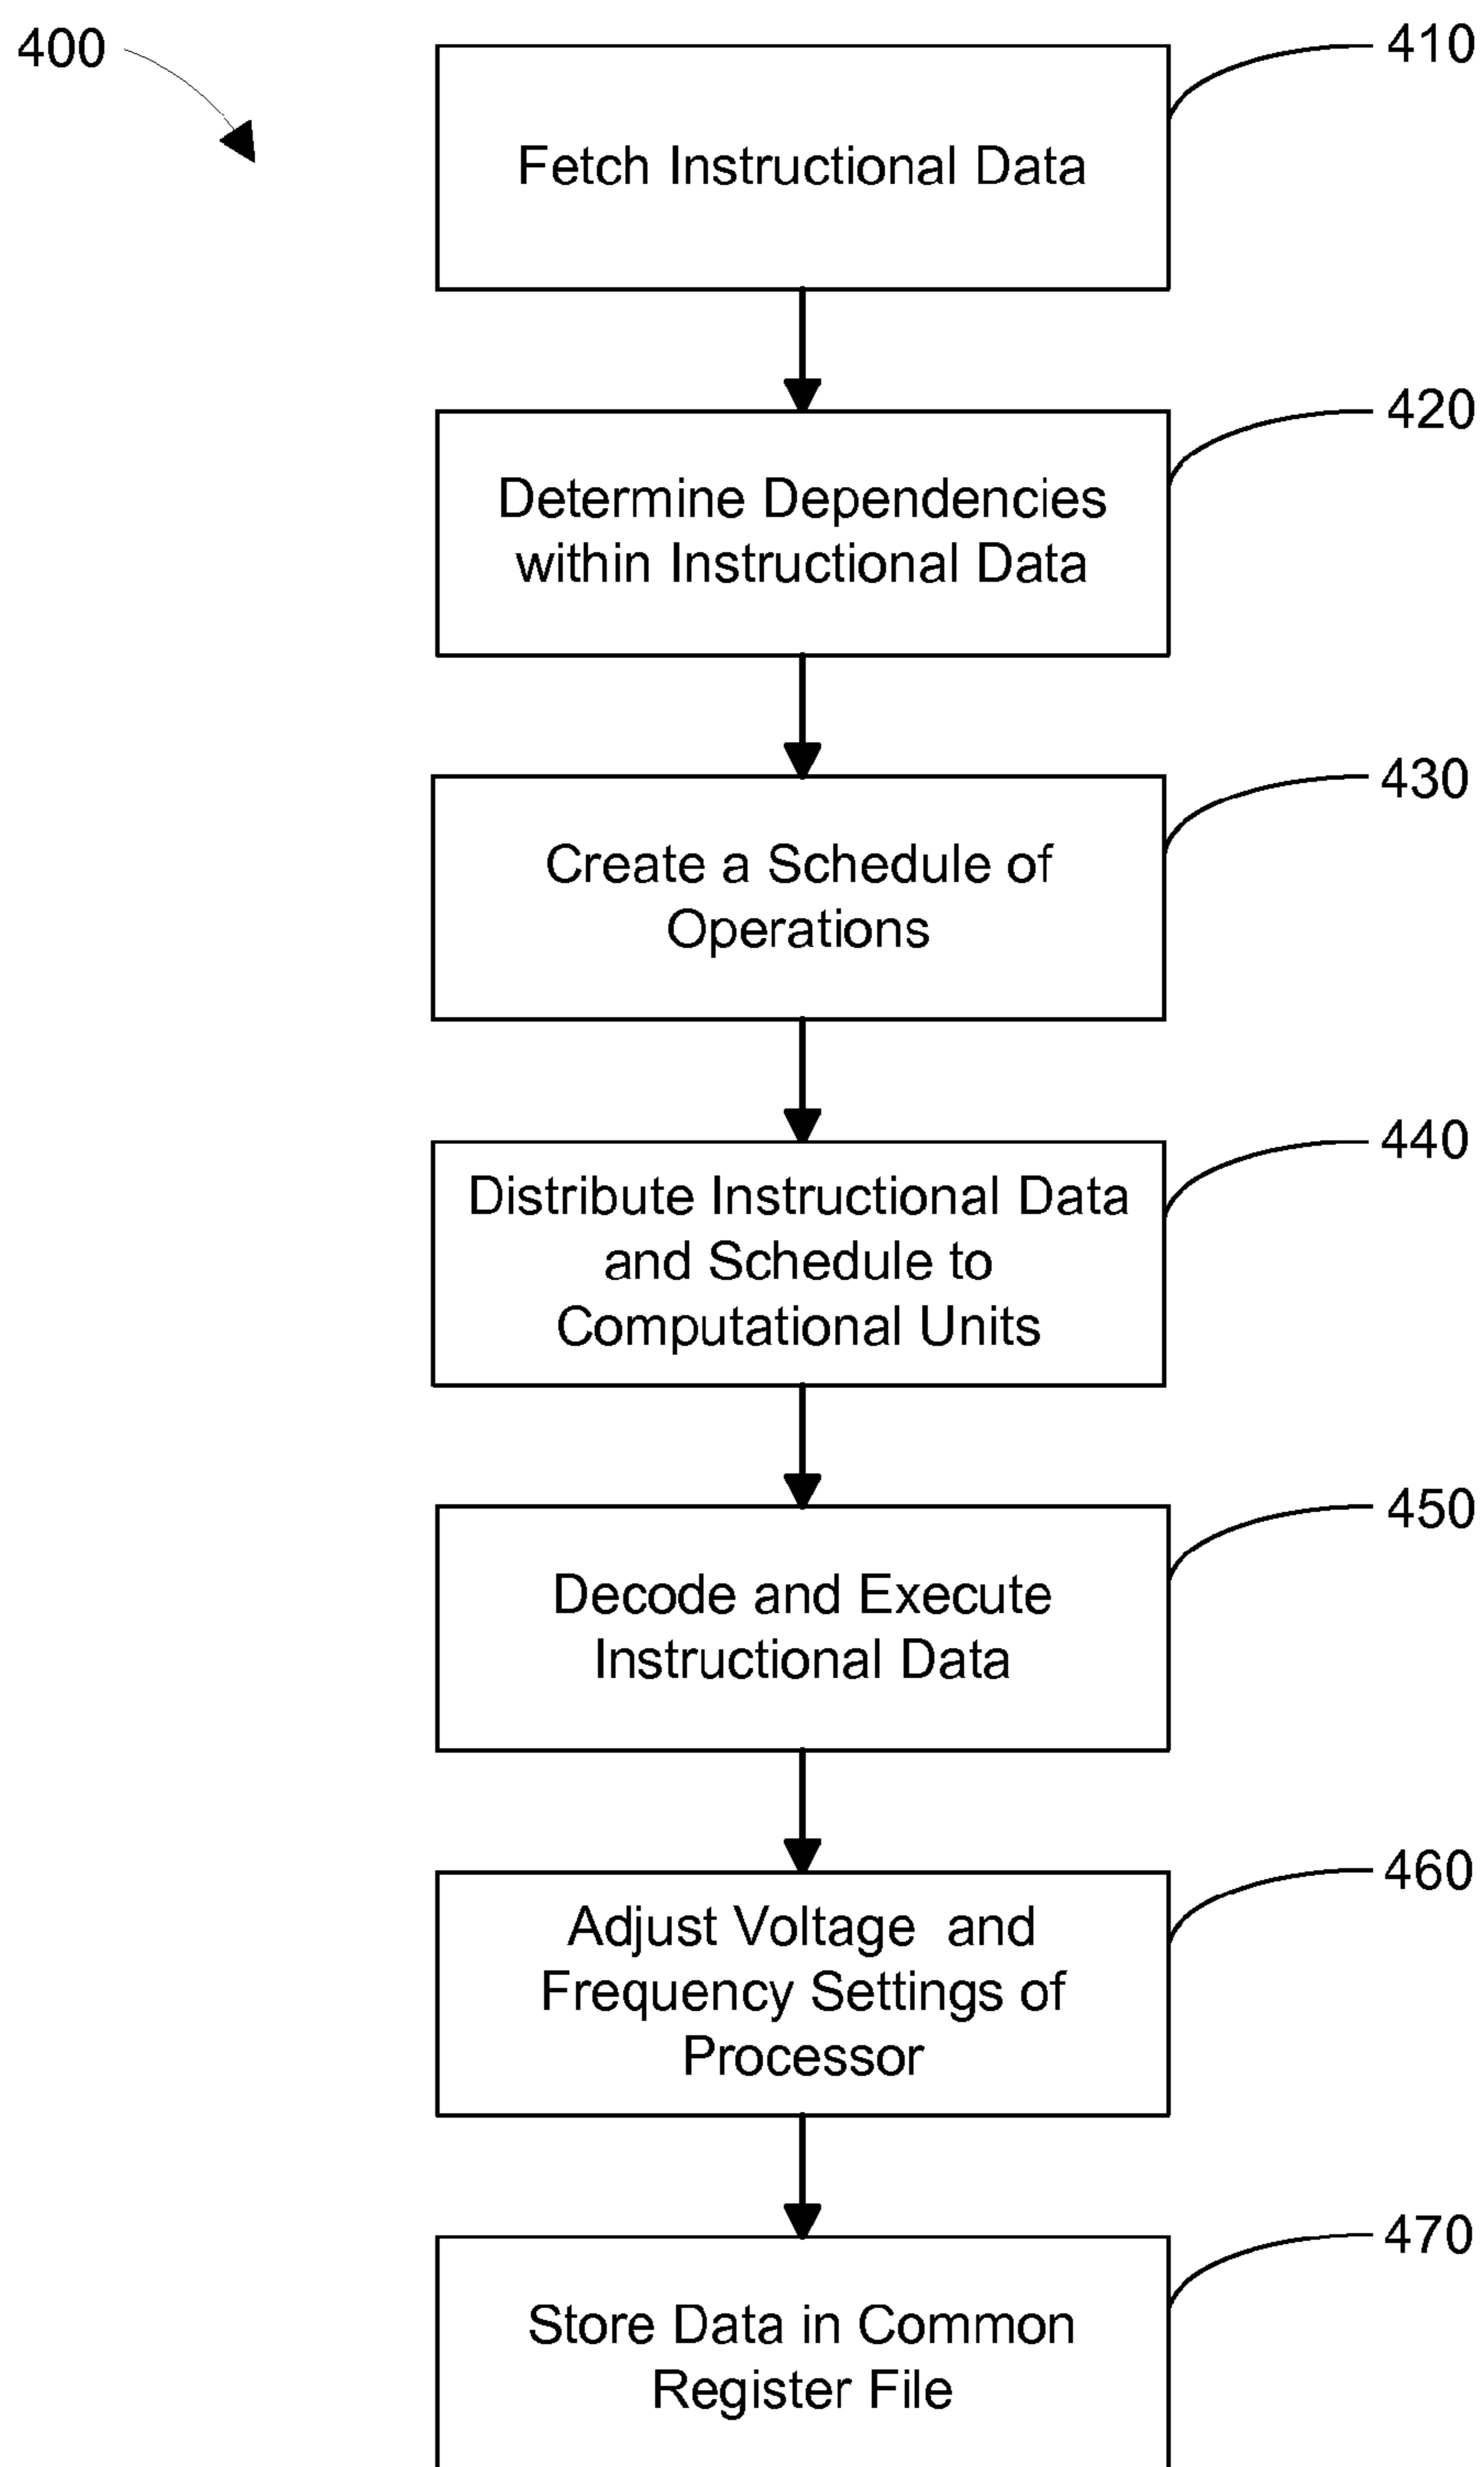 400
410
Fetch Instructional Data
420
Determine Dependencies
within Instructional Data
430
Create a Schedule of
Operations
440
Distribute Instructional Data
and Schedule to
Computational Units
450
Decode and Execute
Instructional Data
460
Adjust Voltage and
Frequency Settings of
Processor
470
Store Data in Common
Register File